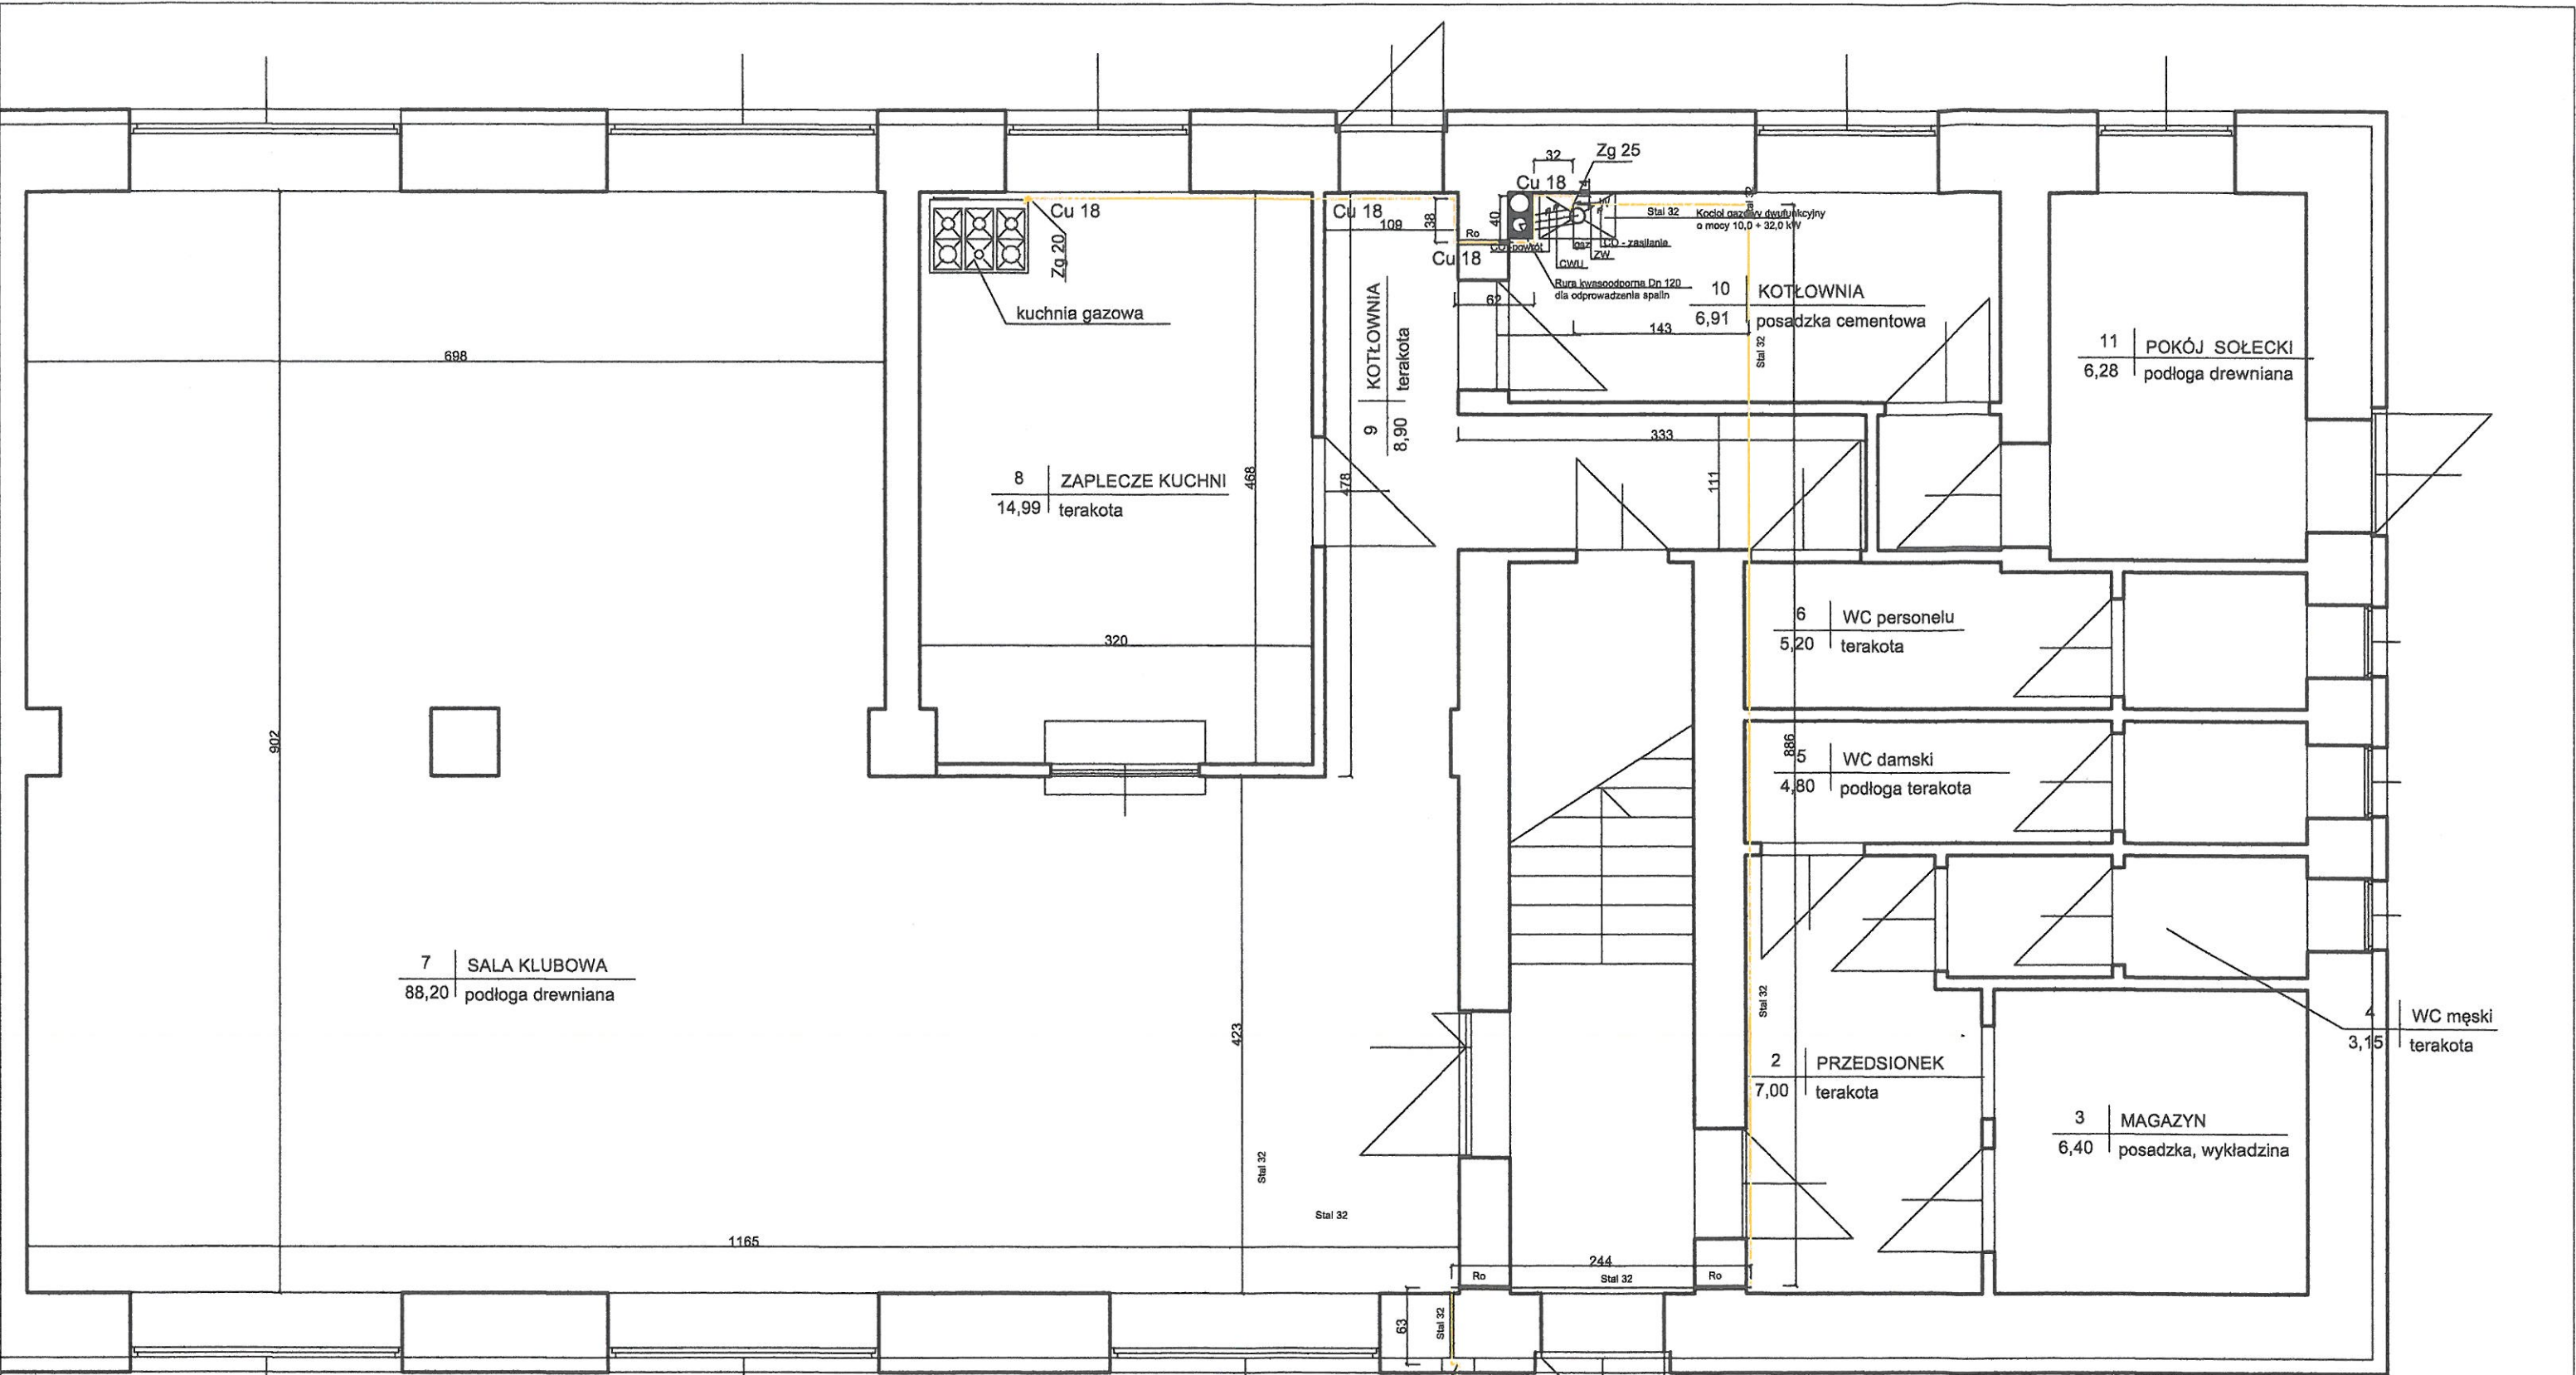 32
Zg 25
Cu 18
Cu 18
Cu 18
109
38
40
Ro
Cu 18
Zg 20
Stal 32
Kocioł gazowy dwufunkcyjny
o mocy 10,0 + 32,0 kW
CO - powrót
gaz
CO - zasilanie
ZW
CWU
Rura kwasoodporna Dn 120
dla odprowadzenia spalin
62
143
kuchnia gazowa
10 KOTŁOWNIA
6,91 posadzka cementowa
Stal 32
9 KOTŁOWNIA
8,90 terakota
11 POKÓJ SOŁECKI
6,28 podłoga drewniana
698
333
111
468
478
8 ZAPLECZE KUCHNI
14,99 terakota
320
6 WC personelu
5,20 terakota
902
886
5 WC damski
4,80 podłoga terakota
7 SALA KLUBOWA
88,20 podłoga drewniana
Stal 32
4 WC męski
3,15 terakota
423
2 PRZEDSIONEK
7,00 terakota
3 MAGAZYN
6,40 posadzka, wykładzina
Stal 32
Stal 32
1165
244
Ro
Stal 32
Ro
63
Stal 32